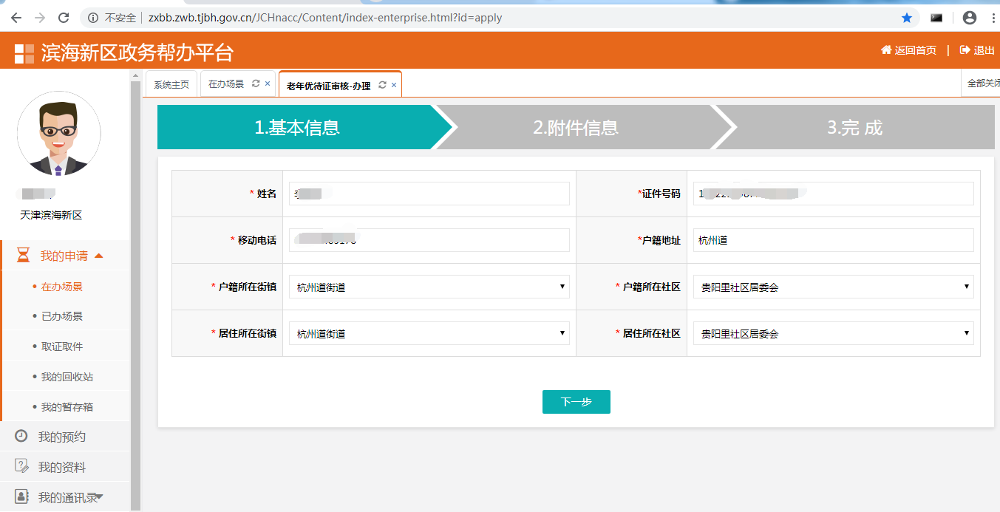 不安全 zxbb.zwb.tjbh.gov.cn/JCHnacc/Content/index-enterprise.html?id=apply
滨海新区政务帮办平台
返回首页 | 退出
系统主页 在办场景 × 老年优待证审核-办理 × 全部关闭
1.基本信息 2.附件信息 3.完 成
天津滨海新区
我的申请
• 在办场景
• 已办场景
• 取证取件
• 我的回收站
• 我的暂存箱
我的预约
我的资料
我的通讯录
* 姓名 *证件号码
* 移动电话 *户籍地址 杭州道
* 户籍所在街镇 杭州道街道 * 户籍所在社区 贵阳里社区居委会
* 居住所在街镇 杭州道街道 * 居住所在社区 贵阳里社区居委会
下一步